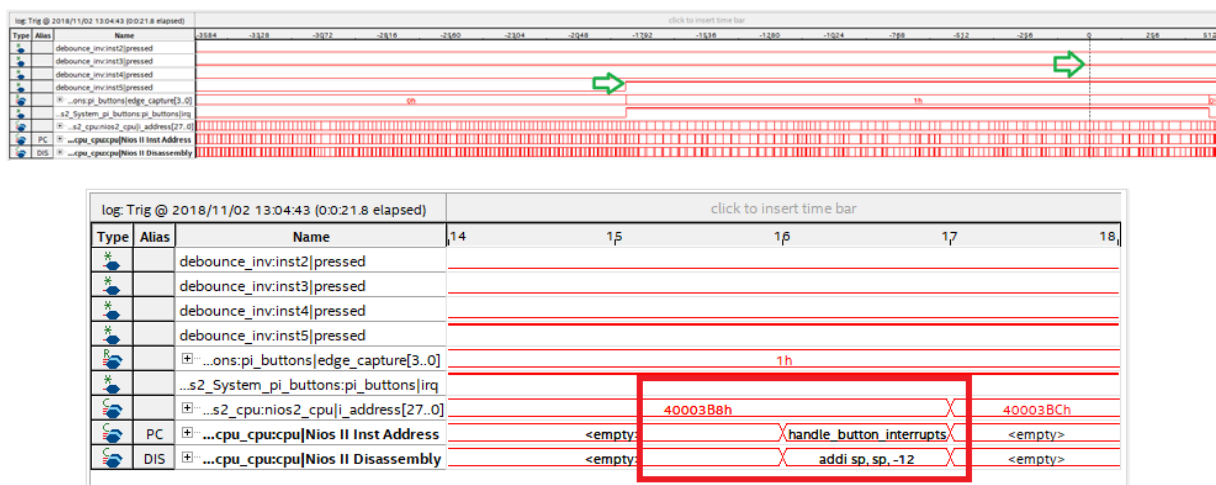 log: Trig @ 2018/11/02 13:04:43 (0:0:21.8 elapsed) click to insert time bar
Type Alias Name -3584 -3328 -3072 -2816 -2560 -2304 -2048 -1792 -1536 -1280 -1024 -768 -512 -256 0 256 512
debounce_inv:inst2|pressed
debounce_inv:inst3|pressed
debounce_inv:inst4|pressed
debounce_inv:inst5|pressed
...ons:pi_buttons|edge_capture[3..0] 0h 1h
...s2_System_pi_buttons:pi_buttons|irq
...s2_cpu:nios2_cpu|i_address[27..0]
PC ...cpu_cpu:cpu|Nios II Inst Address
DIS ...cpu_cpu:cpu|Nios II Disassembly
log: Trig @ 2018/11/02 13:04:43 (0:0:21.8 elapsed) click to insert time bar
Type Alias Name 14 15 16 17 18
debounce_inv:inst2|pressed
debounce_inv:inst3|pressed
debounce_inv:inst4|pressed
debounce_inv:inst5|pressed
...ons:pi_buttons|edge_capture[3..0] 1h
...s2_System_pi_buttons:pi_buttons|irq
...s2_cpu:nios2_cpu|i_address[27..0] 40003B8h 40003BCh
PC ...cpu_cpu:cpu|Nios II Inst Address <empty> handle_button_interrupts <empty>
DIS ...cpu_cpu:cpu|Nios II Disassembly <empty> addi sp, sp, -12 <empty>